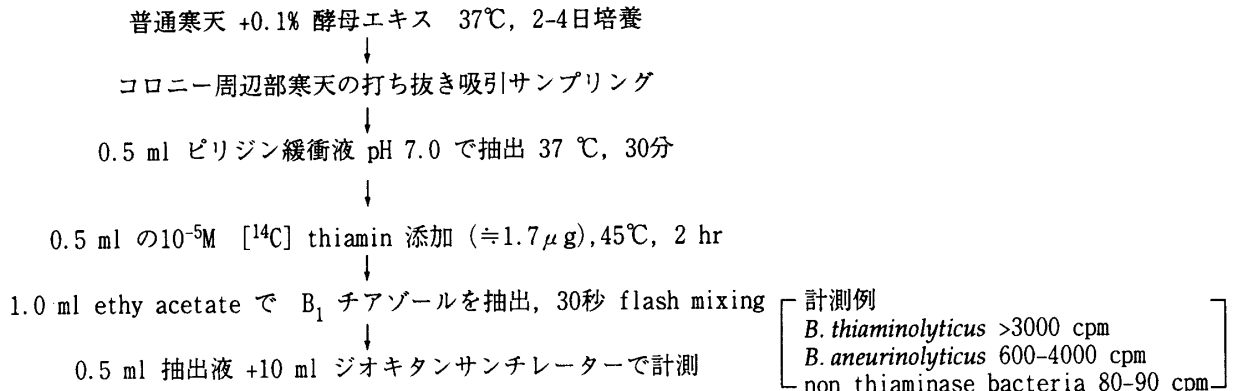 普通寒天 +0.1% 酵母エキス 37℃, 2-4日培養
↓
コロニー周辺部寒天の打ち抜き吸引サンプリング
↓
0.5 ml ピリジン緩衝液 pH 7.0 で抽出 37 ℃, 30分
↓
0.5 ml の10⁻⁵M [¹⁴C] thiamin 添加 (≒1.7μg),45℃, 2 hr
↓
1.0 ml ethy acetate で B₁ チアゾールを抽出, 30秒 flash mixing
↓
0.5 ml 抽出液 +10 ml ジオキタンサンチレーターで計測
計測例
B. thiaminolyticus >3000 cpm
B. aneurinolyticus 600-4000 cpm
non thiaminase bacteria 80-90 cpm